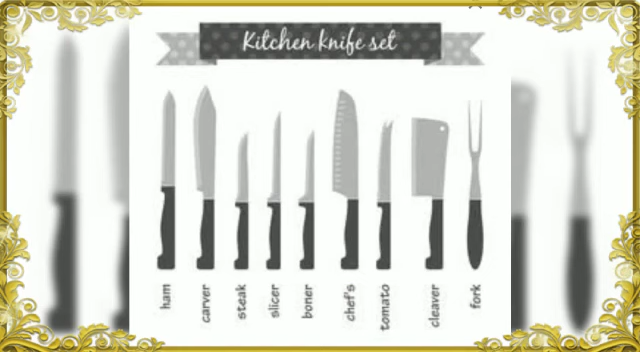 Kitchen knife set
ham
carver
steak
slicer
boner
chef's
tomato
cleaver
fork